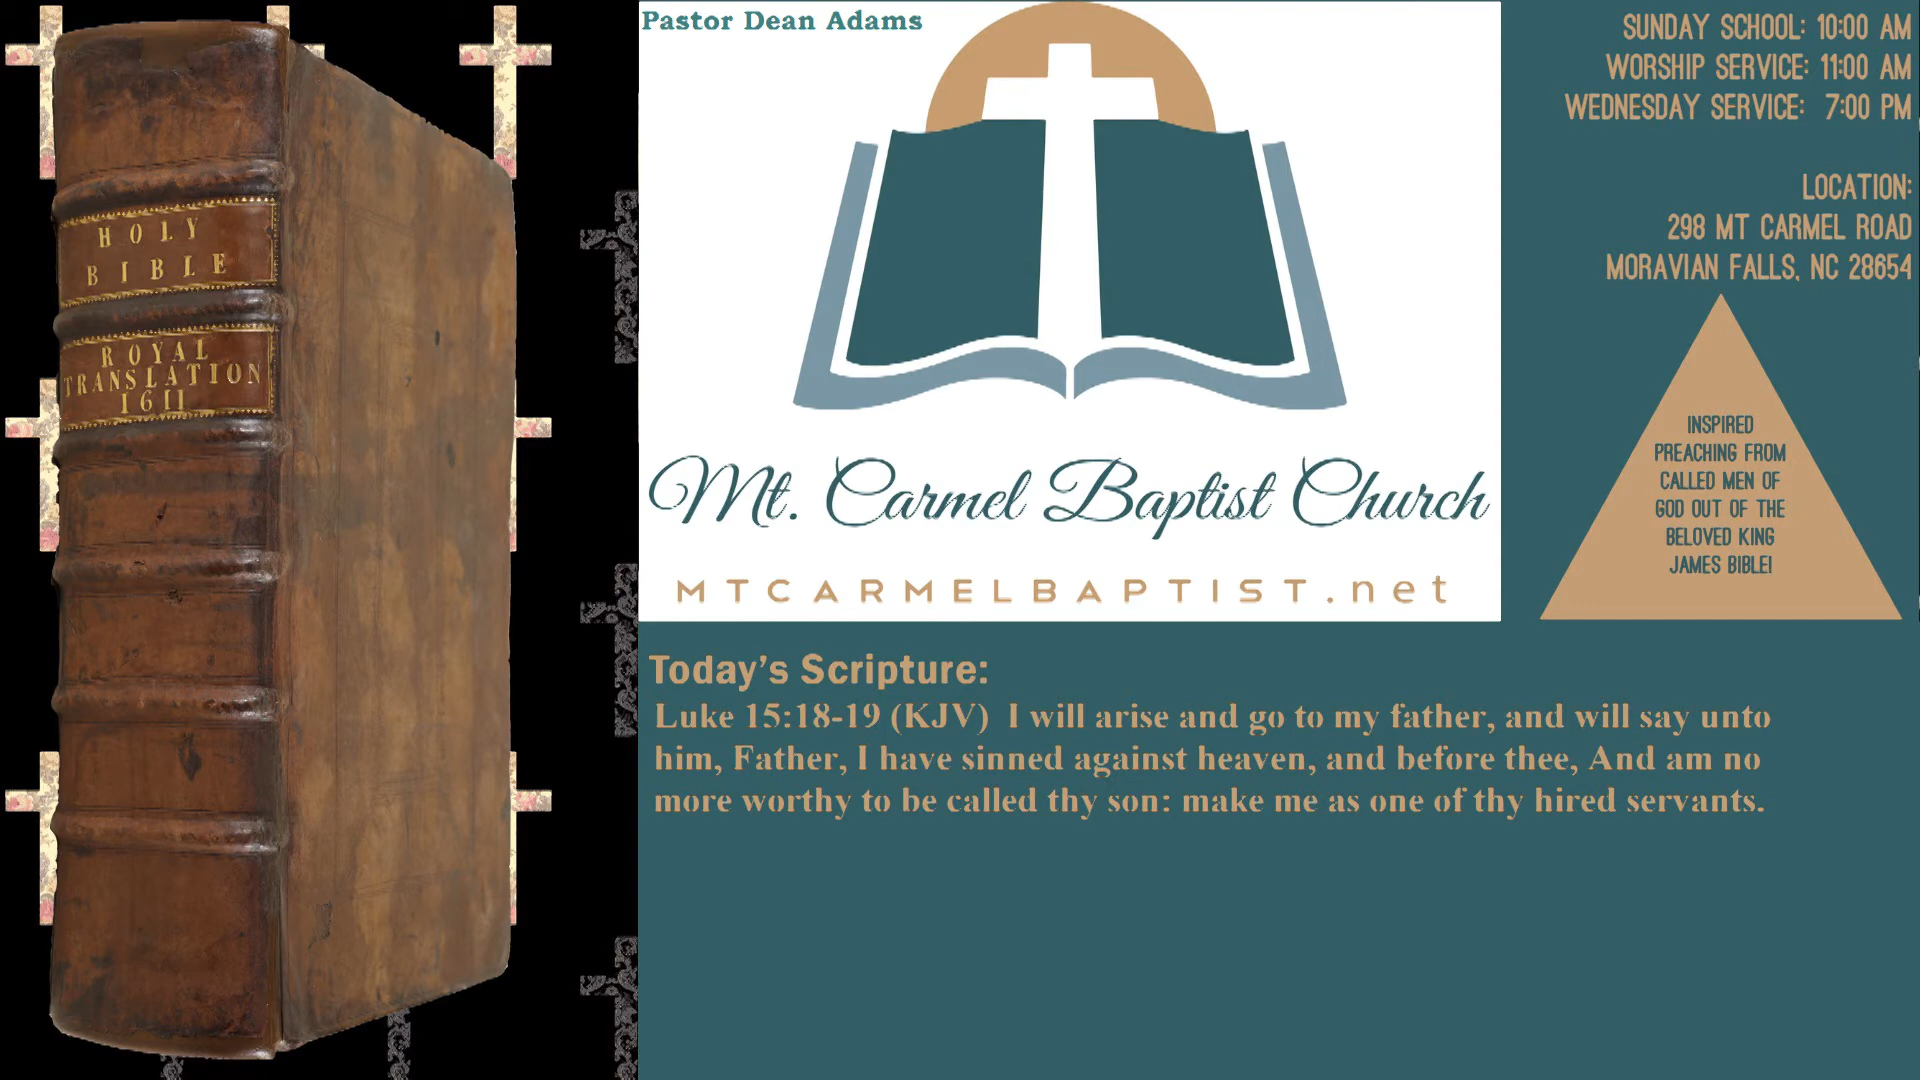 HOLY
BIBLE
ROYAL
TRANSLATION
1611
Pastor Dean Adams
Mt. Carmel Baptist Church
MTCARMELBAPTIST.net
SUNDAY SCHOOL: 10:00 AM
WORSHIP SERVICE: 11:00 AM
WEDNESDAY SERVICE: 7:00 PM
LOCATION:
298 MT CARMEL ROAD
MORAVIAN FALLS, NC 28654
INSPIRED
PREACHING FROM
CALLED MEN OF
GOD OUT OF THE
BELOVED KING
JAMES BIBLE!
Today's Scripture:
Luke 15:18-19 (KJV) I will arise and go to my father, and will say unto
him, Father, I have sinned against heaven, and before thee, And am no
more worthy to be called thy son: make me as one of thy hired servants.